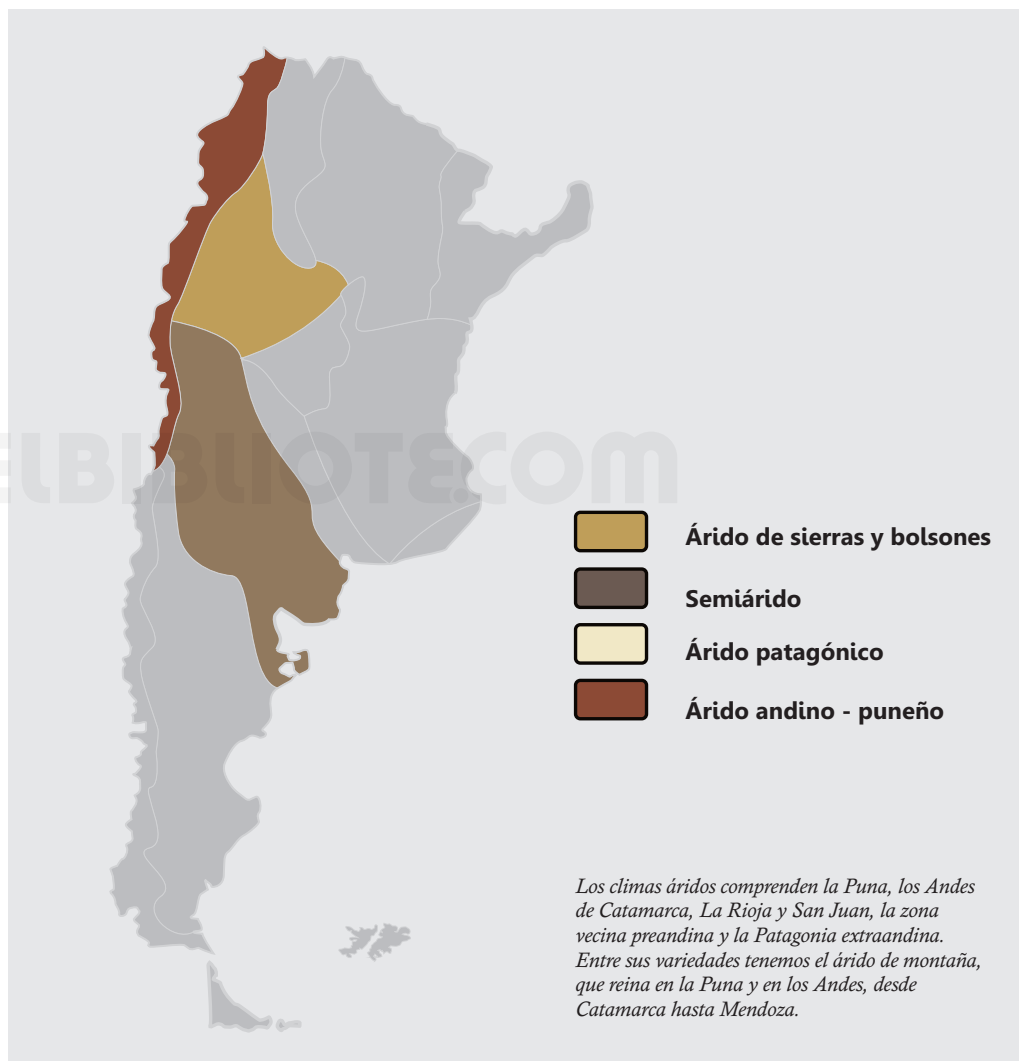 ELBIBLIOTECOM
Árido de sierras y bolsones
Semiárido
Árido patagónico
Árido andino - puneño
Los climas áridos comprenden la Puna, los Andes
de Catamarca, La Rioja y San Juan, la zona
vecina preandina y la Patagonia extraandina.
Entre sus variedades tenemos el árido de montaña,
que reina en la Puna y en los Andes, desde
Catamarca hasta Mendoza.